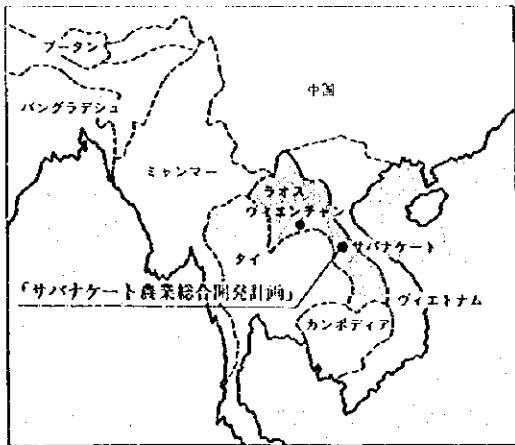 ブータン
中国
バングラデシュ
ミャンマー
ラオス
ヴィエンチャン
サバナケート
タイ
「サバナケート農業総合開発計画」
ヴィエトナム
カンボディア